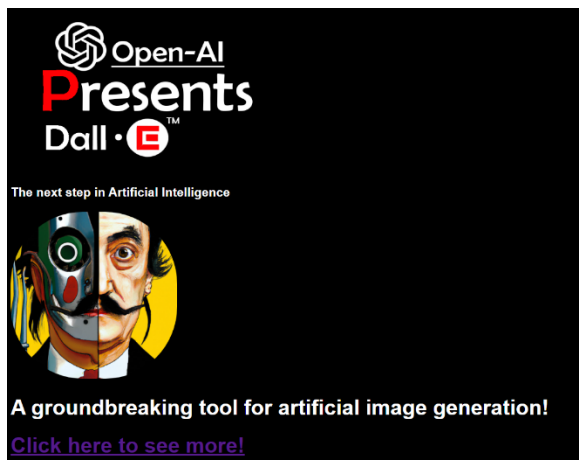 Open-AI
Presents
Dall·E™
The next step in Artificial Intelligence
A groundbreaking tool for artificial image generation!
Click here to see more!